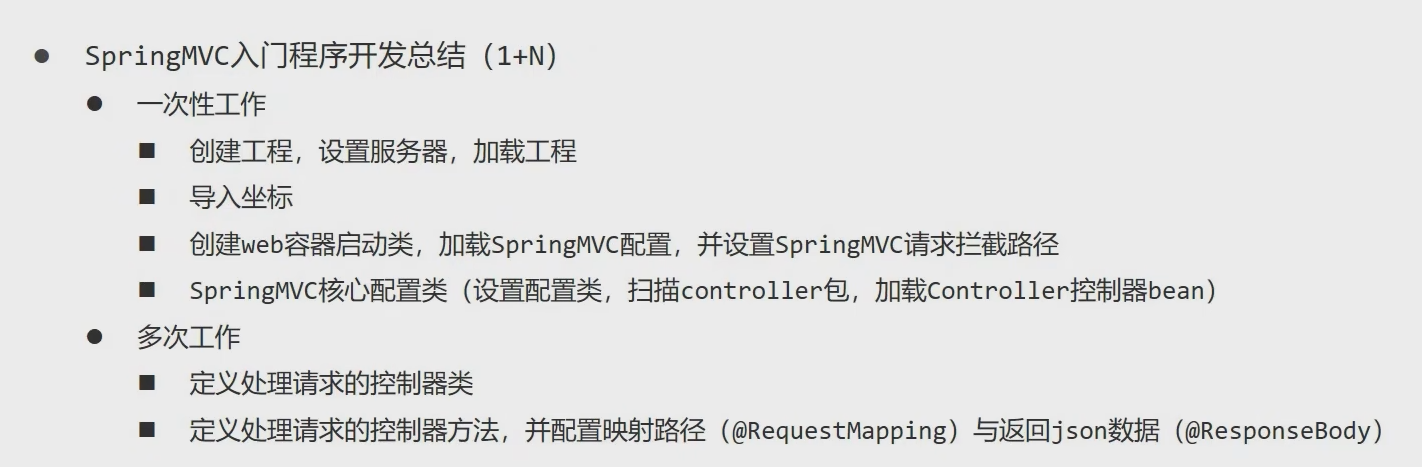 SpringMVC入门程序开发总结（1+N）
一次性工作
创建工程，设置服务器，加载工程
导入坐标
创建web容器启动类，加载SpringMVC配置，并设置SpringMVC请求拦截路径
SpringMVC核心配置类（设置配置类，扫描controller包，加载Controller控制器bean）
多次工作
定义处理请求的控制器类
定义处理请求的控制器方法，并配置映射路径（@RequestMapping）与返回json数据（@ResponseBody）